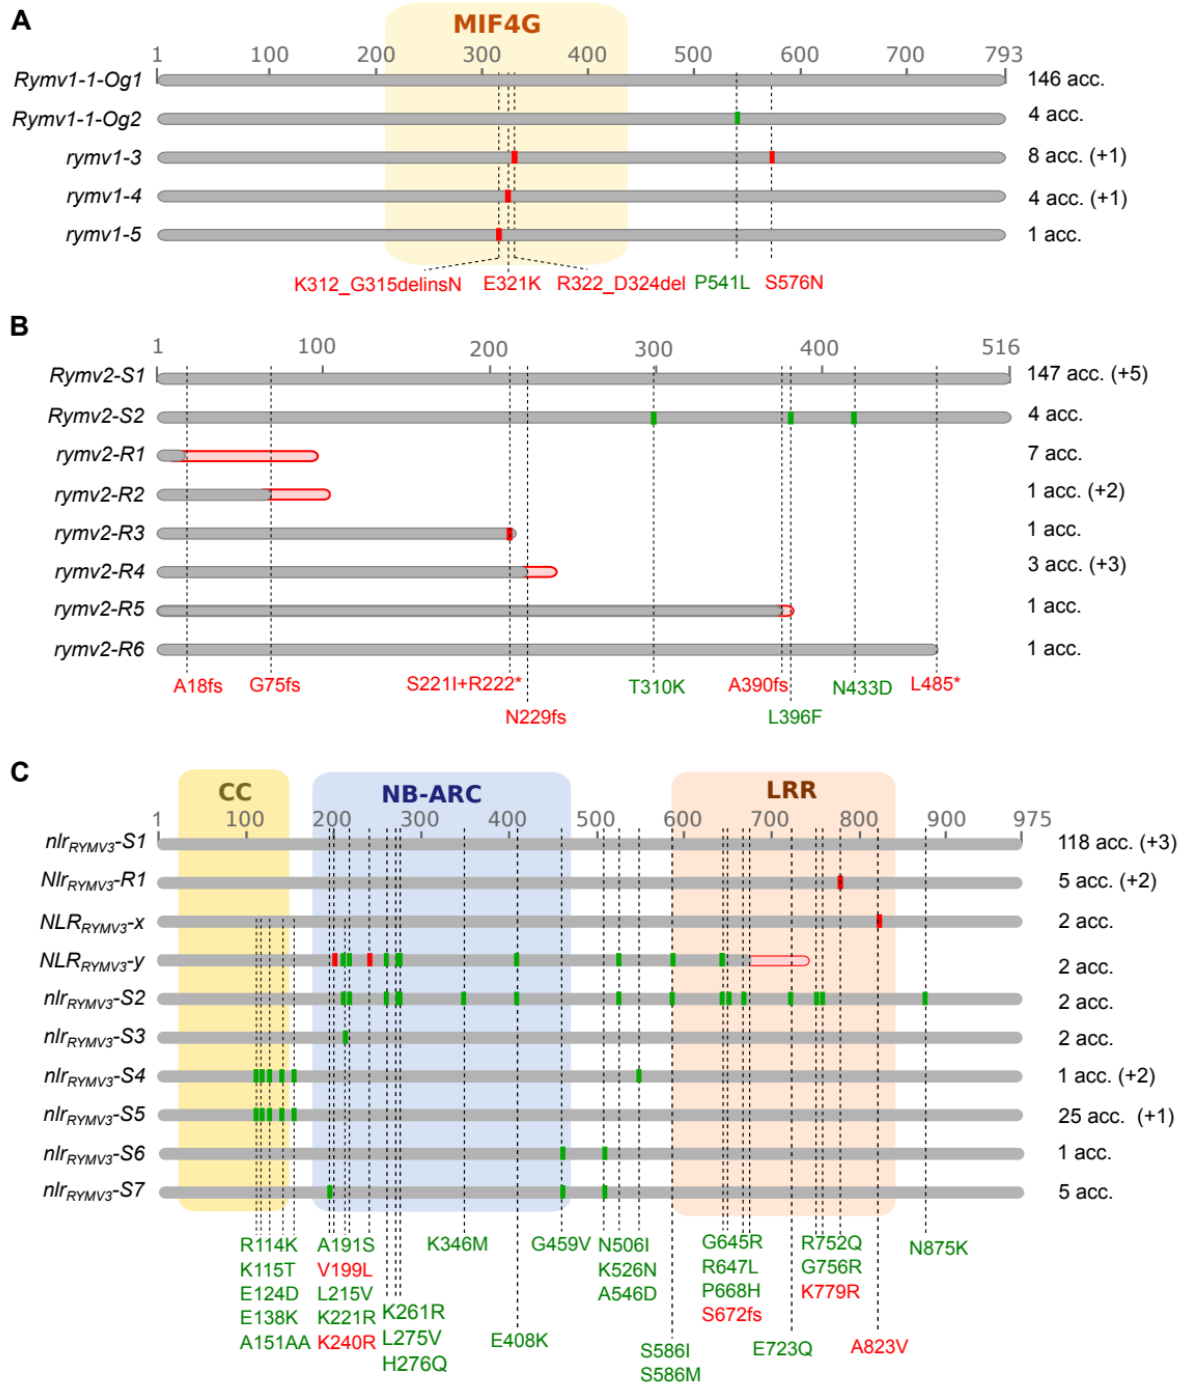 A
MIF4G
1 100 200 300 400 500 600 700 793
Rymv1-1-Og1 146 acc.
Rymv1-1-Og2 4 acc.
rymv1-3 8 acc. (+1)
rymv1-4 4 acc. (+1)
rymv1-5 1 acc.
K312_G315delinsN E321K R322_D324del P541L S576N
B
1 100 200 300 400 516
Rymv2-S1 147 acc. (+5)
Rymv2-S2 4 acc.
rymv2-R1 7 acc.
rymv2-R2 1 acc. (+2)
rymv2-R3 1 acc.
rymv2-R4 3 acc. (+3)
rymv2-R5 1 acc.
rymv2-R6 1 acc.
A18fs G75fs S221I+R222* T310K A390fs N433D L485*
N229fs L396F
C
CC NB-ARC LRR
1 100 200 300 400 500 600 700 800 900 975
nlrRYMV3-S1 118 acc. (+3)
NlrRYMV3-R1 5 acc. (+2)
NLRRYMV3-x 2 acc.
NLRRYMV3-y 2 acc.
nlrRYMV3-S2 2 acc.
nlrRYMV3-S3 2 acc.
nlrRYMV3-S4 1 acc. (+2)
nlrRYMV3-S5 25 acc. (+1)
nlrRYMV3-S6 1 acc.
nlrRYMV3-S7 5 acc.
R114K A191S K346M G459V N506I G645R R752Q N875K
K115T V199L K526N R647L G756R
E124D L215V A546D P668H K779R
E138K K221R K261R S672fs
A151AA K240R L275V E408K E723Q A823V
H276Q S586I
S586M